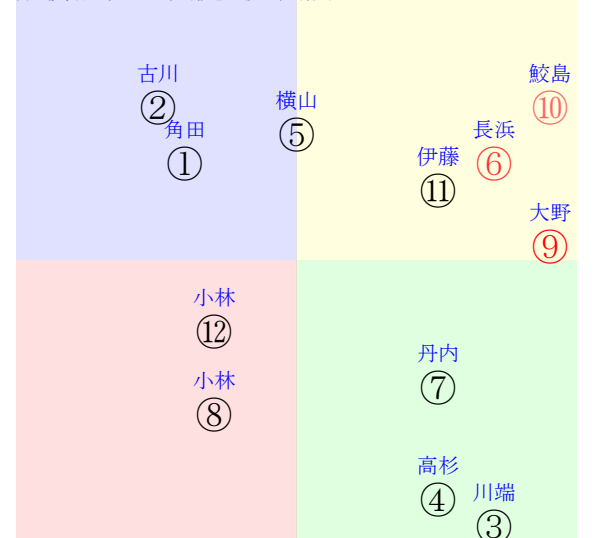 古川
②
角田
①
横山
⑤
鮫島
⑩
長浜
⑥
伊藤
⑪
大野
⑨
小林
⑫
小林
⑧
丹内
⑦
高杉
④
川端
③